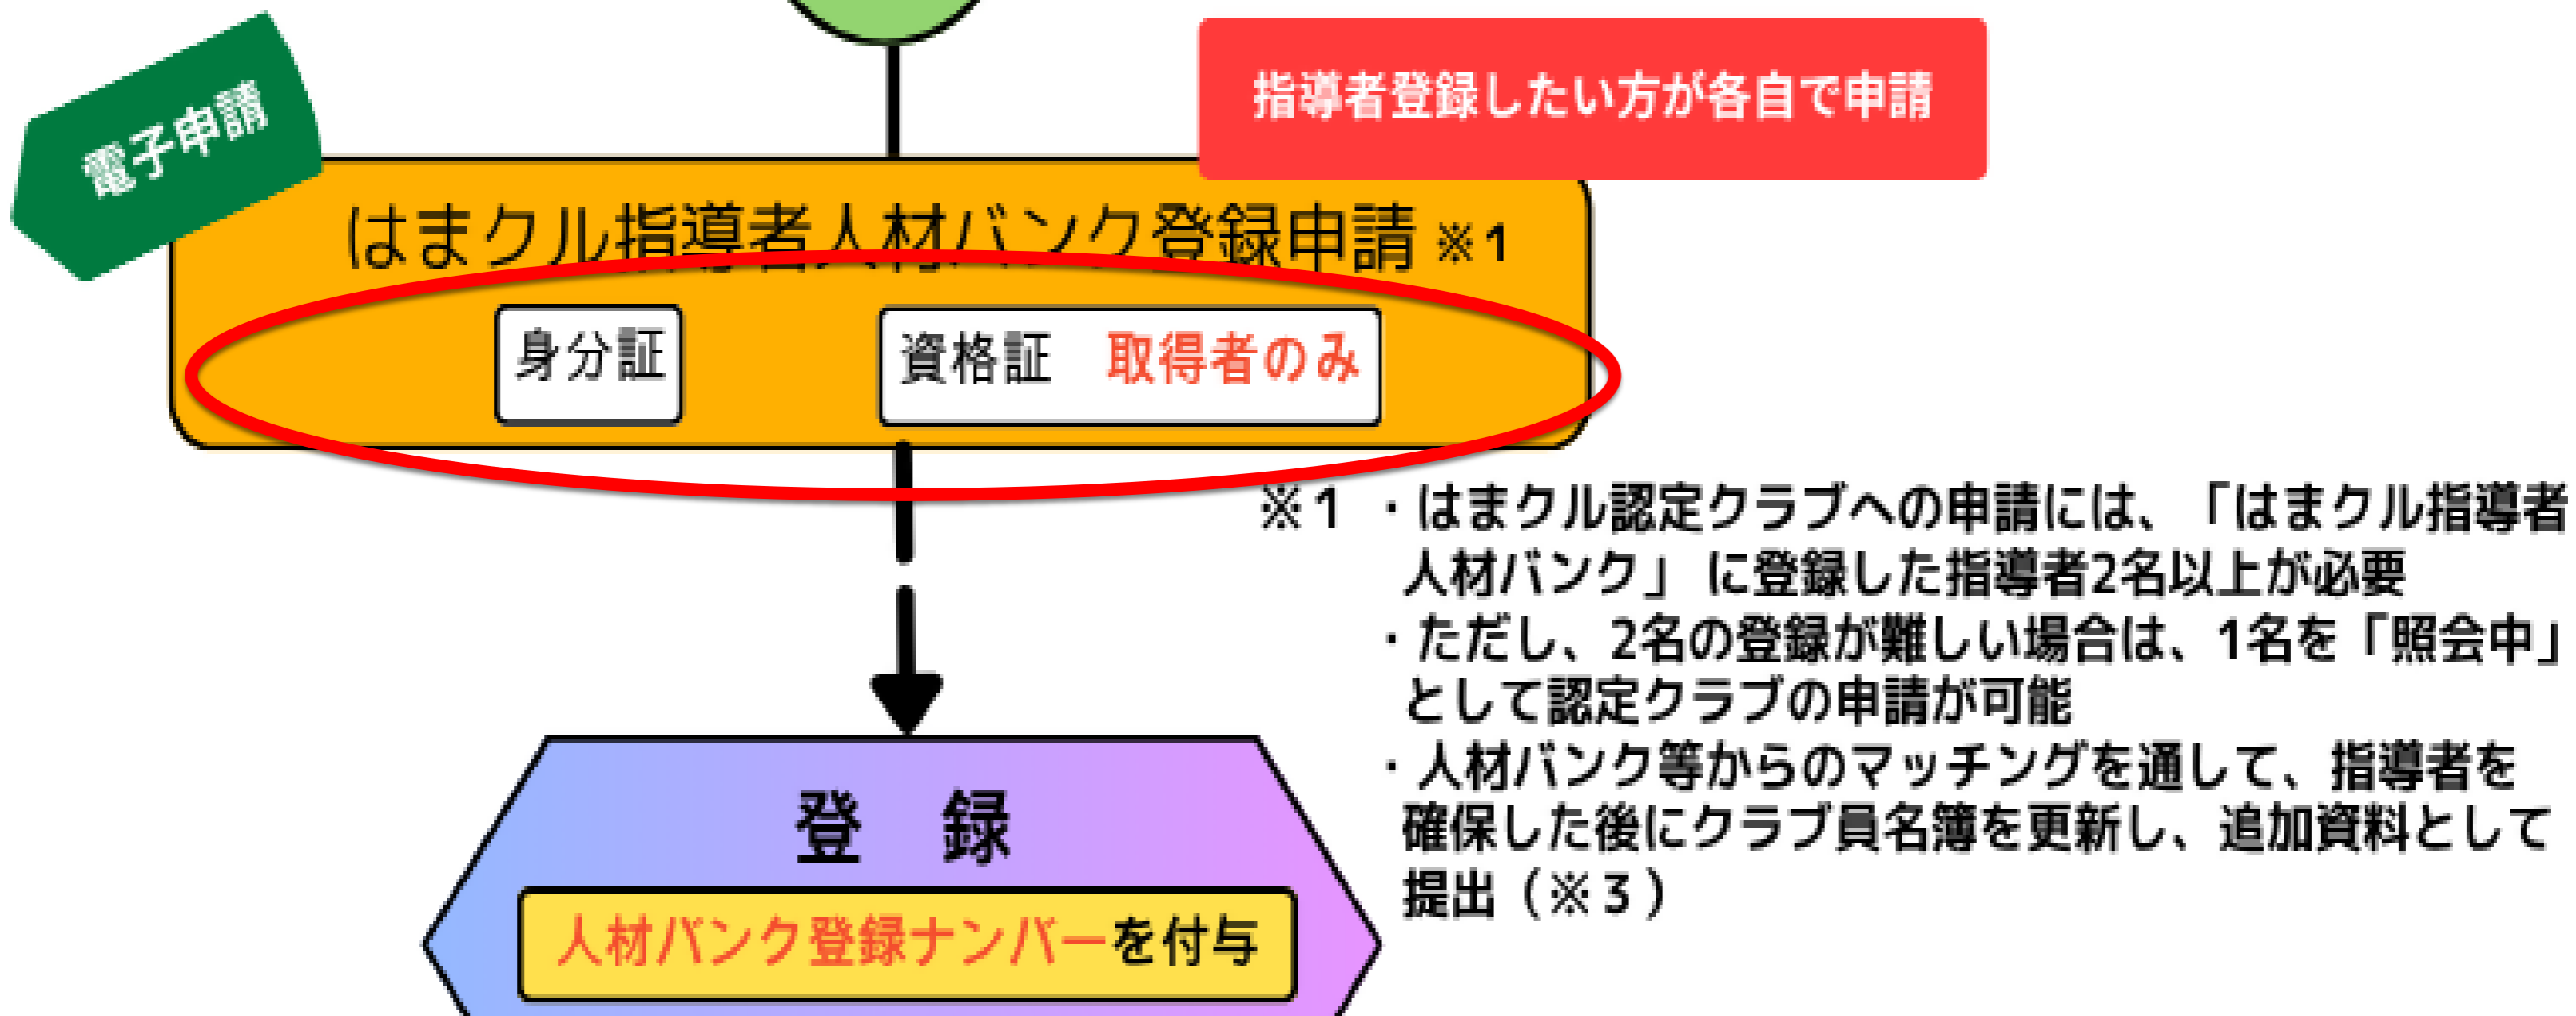 電子申請
指導者登録したい方が各自で申請
はまクル指導者人材バンク登録申請 ※1
身分証
資格証 取得者のみ
※1 ・はまクル認定クラブへの申請には、「はまクル指導者
人材バンク」に登録した指導者2名以上が必要
・ただし、2名の登録が難しい場合は、1名を「照会中」
として認定クラブの申請が可能
・人材バンク等からのマッチングを通して、指導者を
確保した後にクラブ員名簿を更新し、追加資料として
提出（※3）
登 録
人材バンク登録ナンバーを付与